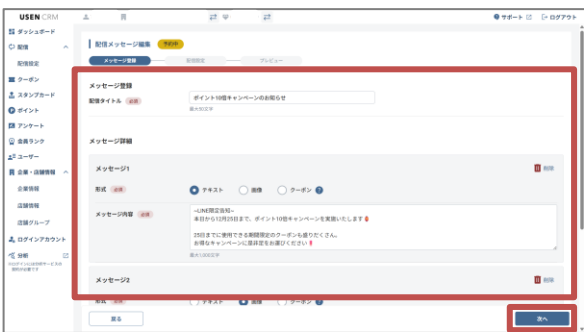 USEN CRM
サポート
ログアウト
ダッシュボード
配信
配信設定
クーポン
スタンプカード
ポイント
アンケート
会員ランク
ユーザー
企業・店舗情報
企業情報
店舗情報
店舗グループ
ログインアカウント
分析
配信メッセージ編集 予約中
メッセージ登録 配信設定 プレビュー
メッセージ登録
配信タイトル 必須 ポイント10倍キャンペーンのお知らせ
最大50文字
メッセージ詳細
メッセージ1 削除
形式 必須 テキスト 画像 クーポン
メッセージ内容 必須
~LINE限定告知~
本日から12月25日まで、ポイント10倍キャンペーンを実施いたします
25日までに使用できる期間限定のクーポンも盛りだくさん。
お得なキャンペーンに是非足をお運びください
最大1,000文字
メッセージ2 削除
形式 必須 テキスト 画像 クーポン
戻る 次へ